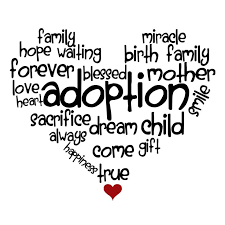 family miracle
hope waiting birth family
forever blessed mother
love adoption
heart smile
sacrifice dream child
always
happiness come gift
true